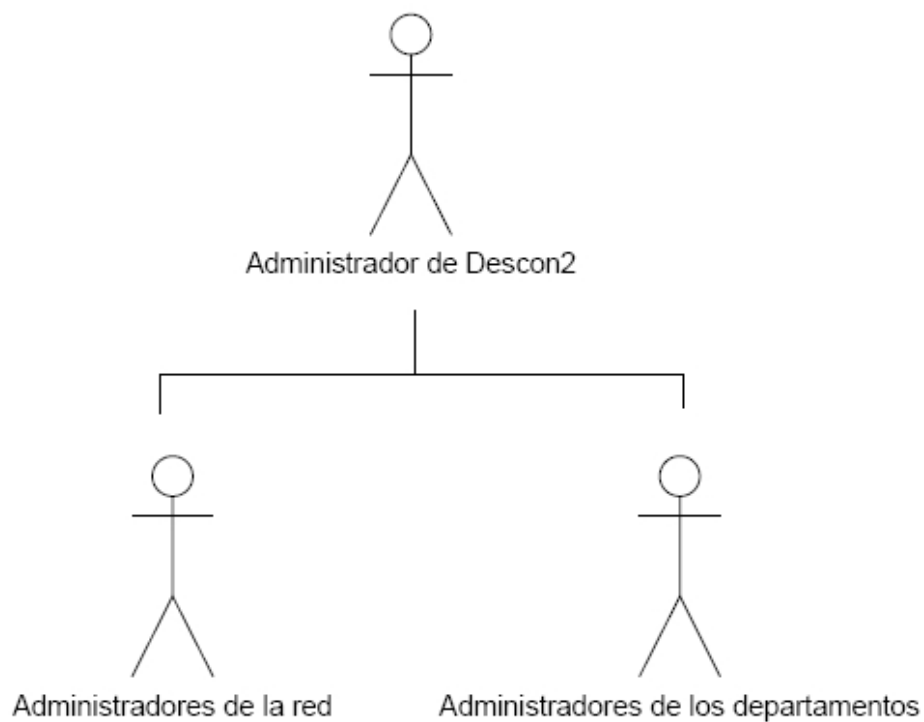 Administrador de Descon2
Administradores de la red
Administradores de los departamentos